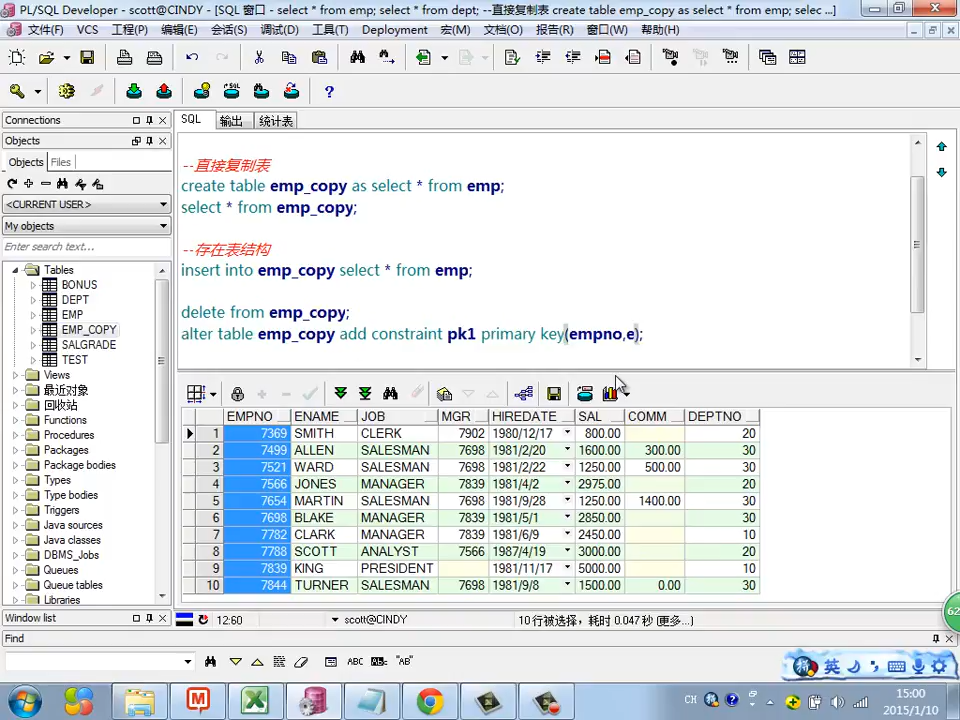 PL/SQL Developer - scott@CINDY - [SQL 窗口 - select * from emp; select * from dept; --直接复制表 create table emp_copy as select * from emp; selec ...]
文件(F) VCS 工程(P) 编辑(E) 会话(S) 调试(D) 工具(T) Deployment 宏(M) 文档(O) 报告(R) 窗口(W) 帮助(H)
Connections
Objects
Objects Files
<CURRENT USER>
My objects
Enter search text...
Tables
BONUS
DEPT
EMP
EMP_COPY
SALGRADE
TEST
Views
最近对象
回收站
Functions
Procedures
Packages
Package bodies
Types
Type bodies
Triggers
Java sources
Java classes
DBMS_Jobs
Queues
Queue tables
Libraries
Window list
SQL 输出 统计表
--直接复制表
create table emp_copy as select * from emp;
select * from emp_copy;
--存在表结构
insert into emp_copy select * from emp;
delete from emp_copy;
alter table emp_copy add constraint pk1 primary key(empno,e);
EMPNO ENAME JOB MGR HIREDATE SAL COMM DEPTNO
1 7369 SMITH CLERK 7902 1980/12/17 800.00 20
2 7499 ALLEN SALESMAN 7698 1981/2/20 1600.00 300.00 30
3 7521 WARD SALESMAN 7698 1981/2/22 1250.00 500.00 30
4 7566 JONES MANAGER 7839 1981/4/2 2975.00 20
5 7654 MARTIN SALESMAN 7698 1981/9/28 1250.00 1400.00 30
6 7698 BLAKE MANAGER 7839 1981/5/1 2850.00 30
7 7782 CLARK MANAGER 7839 1981/6/9 2450.00 10
8 7788 SCOTT ANALYST 7566 1987/4/19 3000.00 20
9 7839 KING PRESIDENT 1981/11/17 5000.00 10
10 7844 TURNER SALESMAN 7698 1981/9/8 1500.00 0.00 30
12:60 scott@CINDY 10 行被选择，耗时 0.047 秒 (更多...)
62
Find
ABC "AB"
英
CH
15:00
2015/1/10